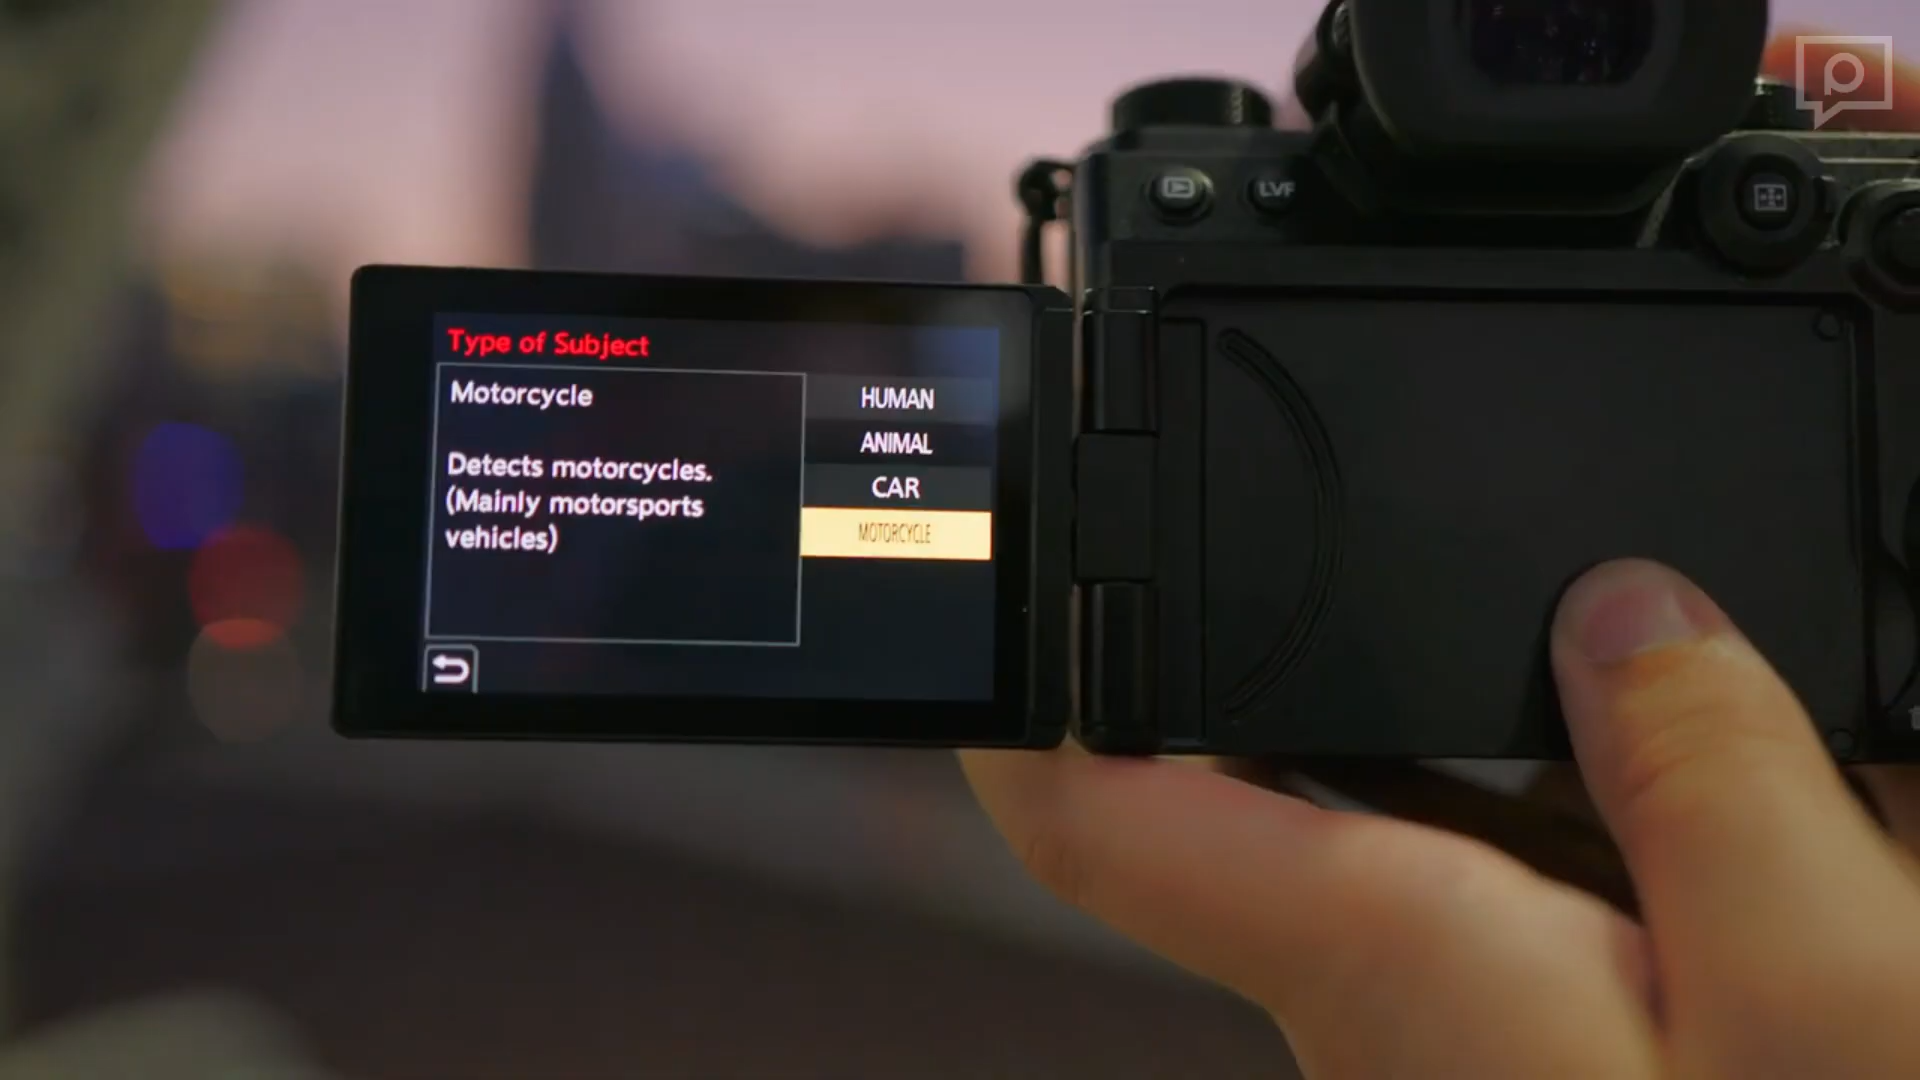 LVF
Type of Subject
Motorcycle
Detects motorcycles.
(Mainly motorsports
vehicles)
HUMAN
ANIMAL
CAR
MOTORCYCLE